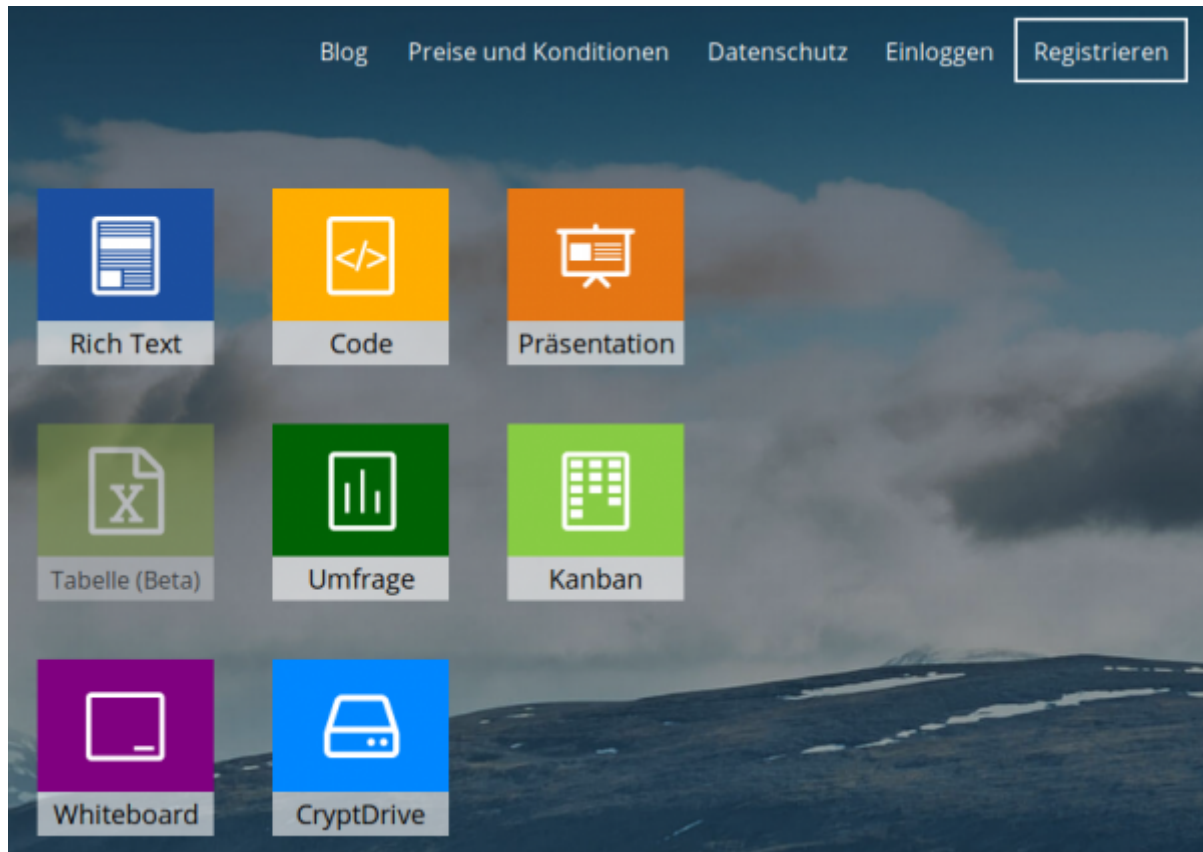 Blog Preise und Konditionen Datenschutz Einloggen Registrieren
</>
Rich Text Code Präsentation
X
Tabelle (Beta) Umfrage Kanban
Whiteboard CryptDrive